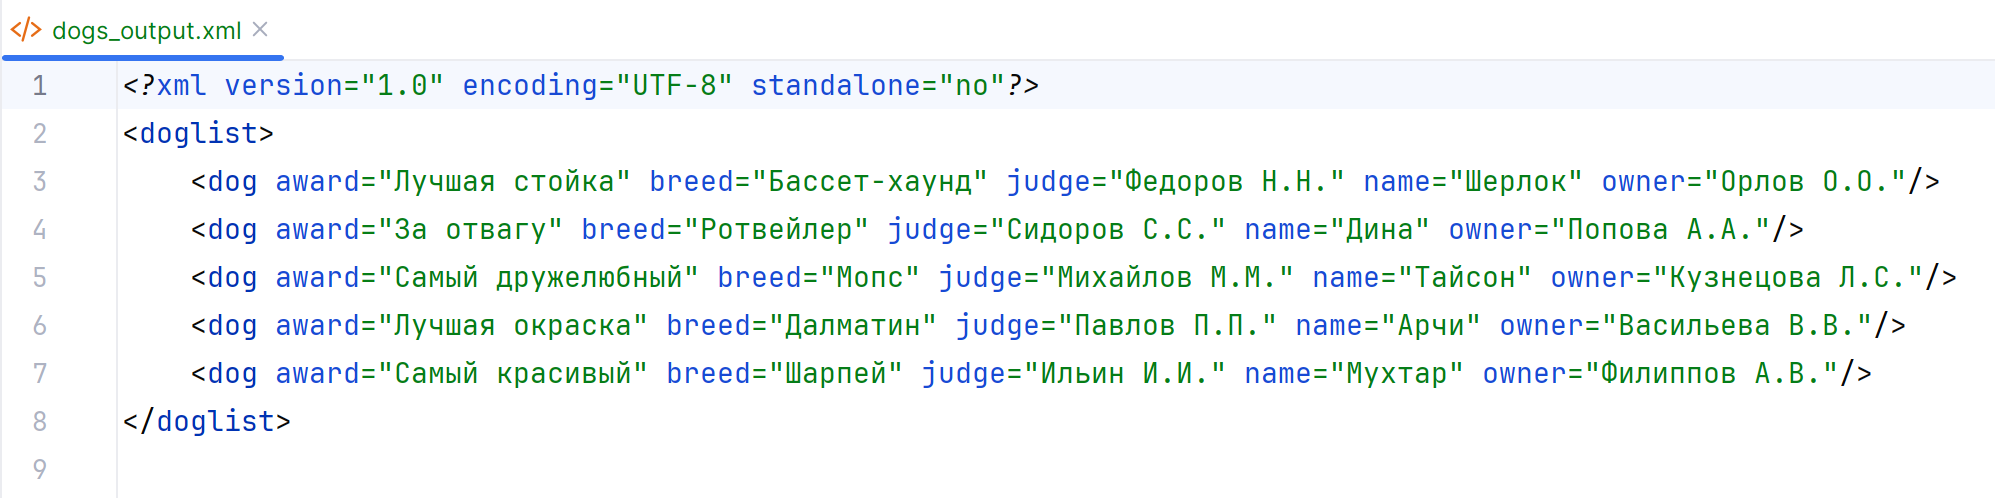 dogs_output.xml
1 <?xml version="1.0" encoding="UTF-8" standalone="no"?>
2 <doglist>
3 <dog award="Лучшая стойка" breed="Бассет-хаунд" judge="Федоров Н.Н." name="Шерлок" owner="Орлов О.О."/>
4 <dog award="За отвагу" breed="Ротвейлер" judge="Сидоров С.С." name="Дина" owner="Попова А.А."/>
5 <dog award="Самый дружелюбный" breed="Мопс" judge="Михайлов М.М." name="Тайсон" owner="Кузнецова Л.С."/>
6 <dog award="Лучшая окраска" breed="Далматин" judge="Павлов П.П." name="Арчи" owner="Васильева В.В."/>
7 <dog award="Самый красивый" breed="Шарпей" judge="Ильин И.И." name="Мухтар" owner="Филиппов А.В."/>
8 </doglist>
9